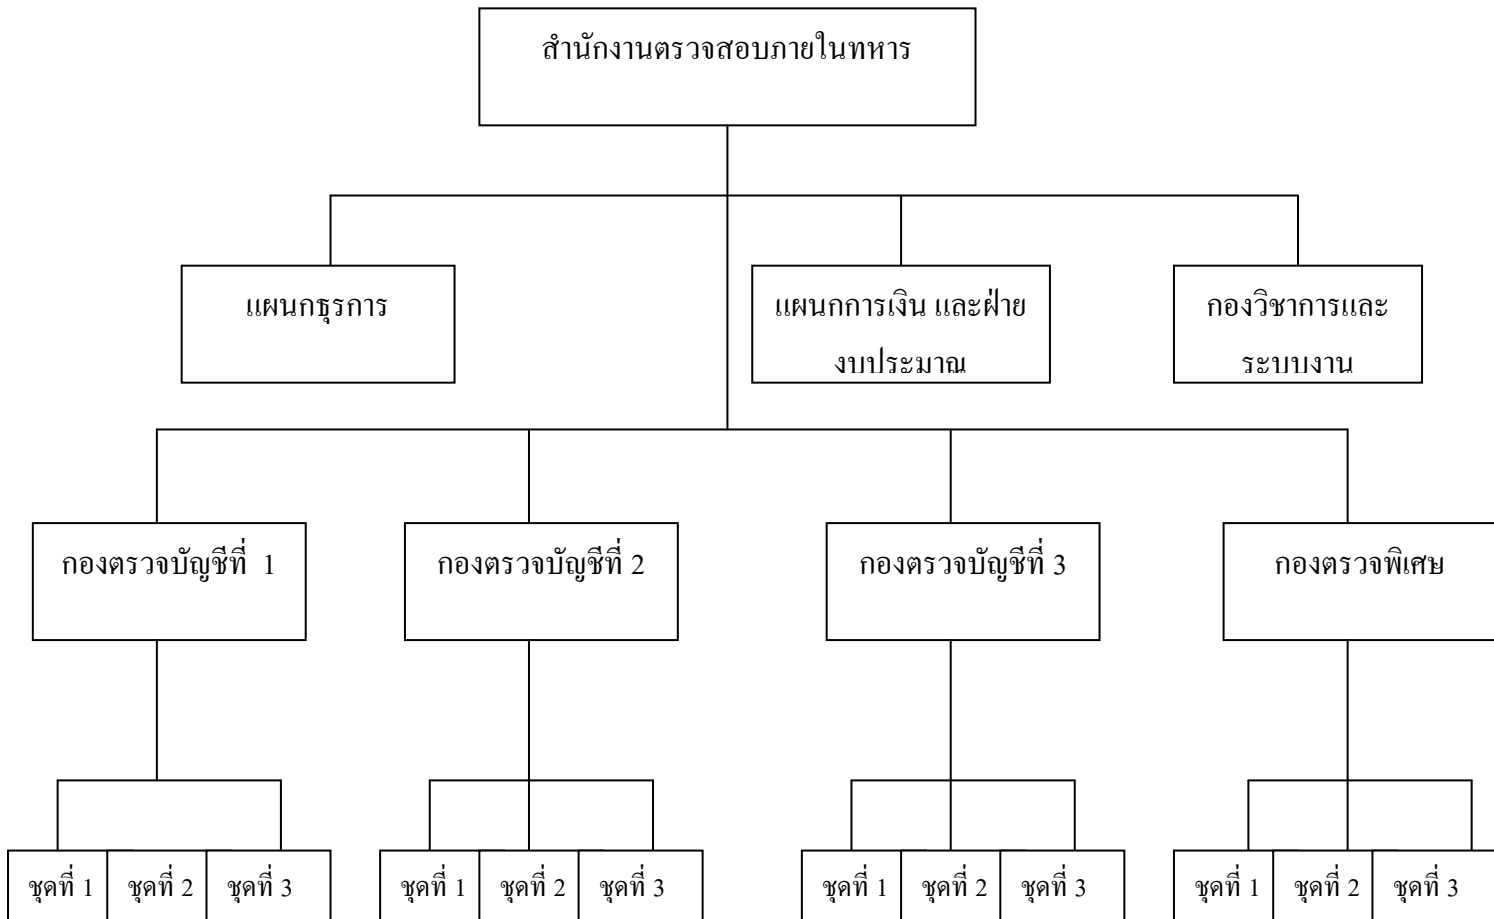 สำนักงานตรวจสอบภายในทหาร
แผนกธุรการ
แผนกการเงิน และฝ่าย
งบประมาณ
กองวิชาการและ
ระบบงาน
กองตรวจบัญชีที่ 1
กองตรวจบัญชีที่ 2
กองตรวจบัญชีที่ 3
กองตรวจพิเศษ
ชุดที่ 1
ชุดที่ 2
ชุดที่ 3
ชุดที่ 1
ชุดที่ 2
ชุดที่ 3
ชุดที่ 1
ชุดที่ 2
ชุดที่ 3
ชุดที่ 1
ชุดที่ 2
ชุดที่ 3